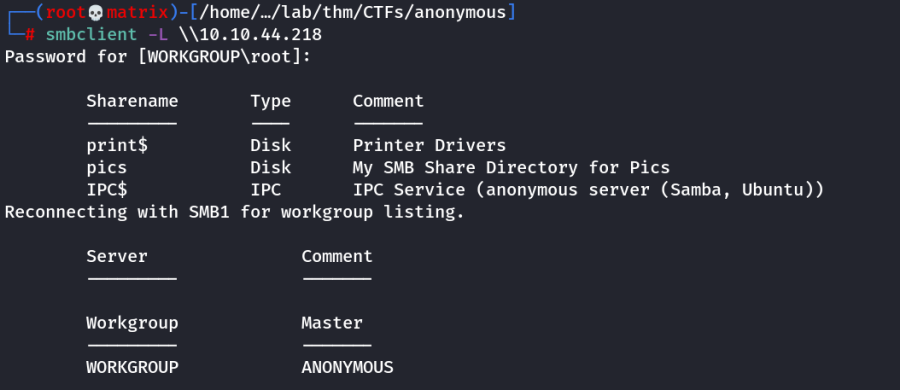 (root💀matrix)-[/home/…/lab/thm/CTFs/anonymous]
# smbclient -L \\10.10.44.218
Password for [WORKGROUP\root]:
Sharename Type Comment
--------- ---- -------
print$ Disk Printer Drivers
pics Disk My SMB Share Directory for Pics
IPC$ IPC IPC Service (anonymous server (Samba, Ubuntu))
Reconnecting with SMB1 for workgroup listing.
Server Comment
--------- -------
Workgroup Master
--------- -------
WORKGROUP ANONYMOUS